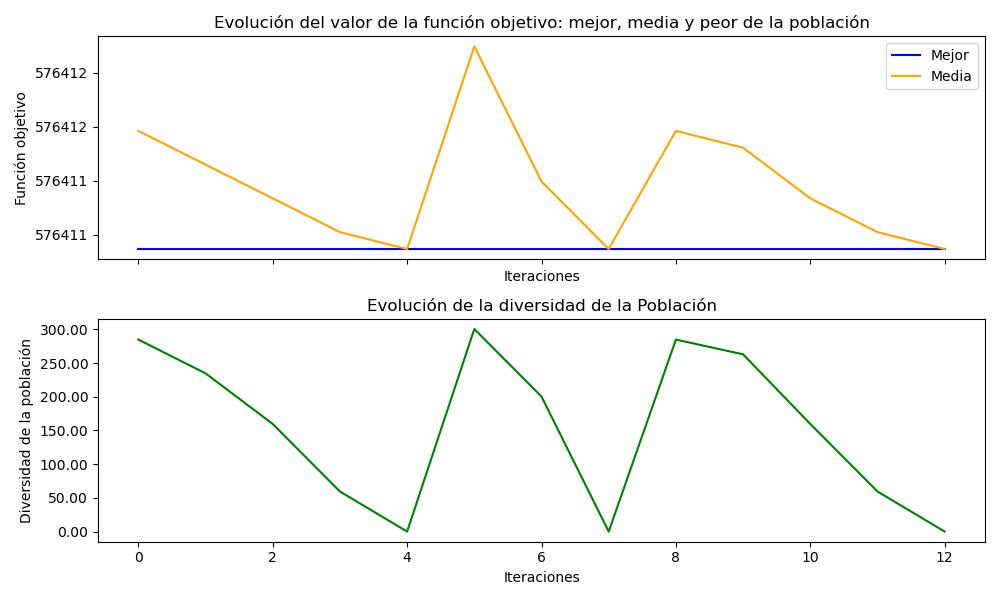 Evolución del valor de la función objetivo: mejor, media y peor de la población
Mejor
Media
Función objetivo
576412
576412
576411
576411
Iteraciones
Evolución de la diversidad de la Población
Diversidad de la población
300.00
250.00
200.00
150.00
100.00
50.00
0.00
0 2 4 6 8 10 12
Iteraciones